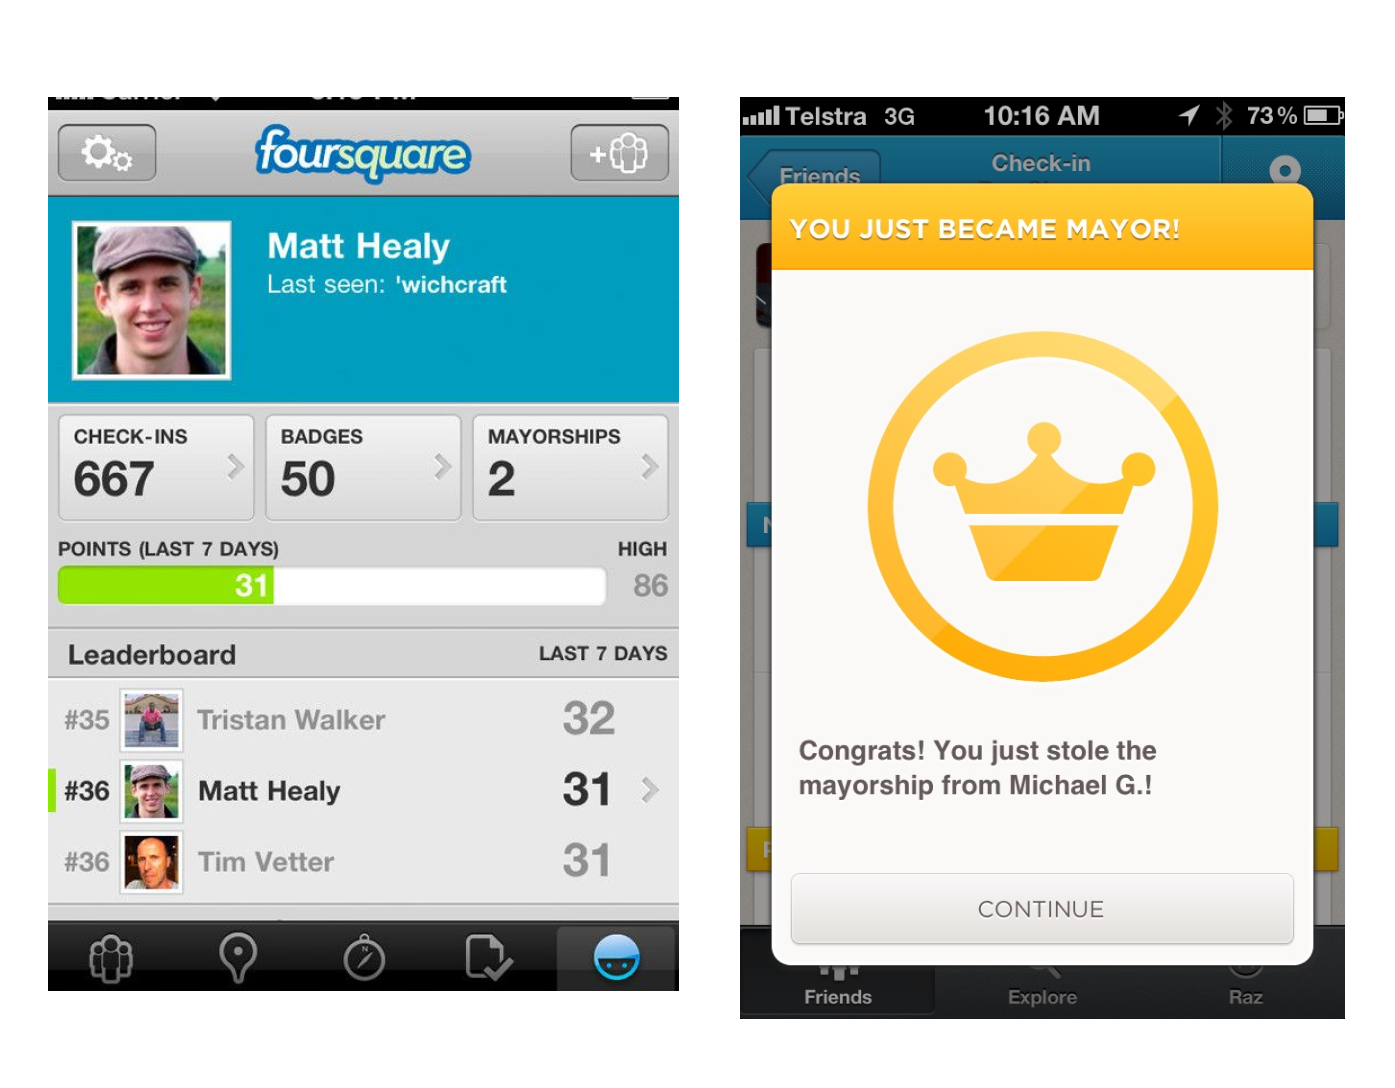 foursquare
Matt Healy
Last seen: 'wichcraft
CHECK-INS
667
BADGES
50
MAYORSHIPS
2
POINTS (LAST 7 DAYS)
HIGH
31
86
Leaderboard
LAST 7 DAYS
#35 Tristan Walker 32
#36 Matt Healy 31
#36 Tim Vetter 31
N
Telstra 3G 10:16 AM 73%
Friends
Check-in
YOU JUST BECAME MAYOR!
Congrats! You just stole the
mayorship from Michael G.!
CONTINUE
Friends
Explore
Raz